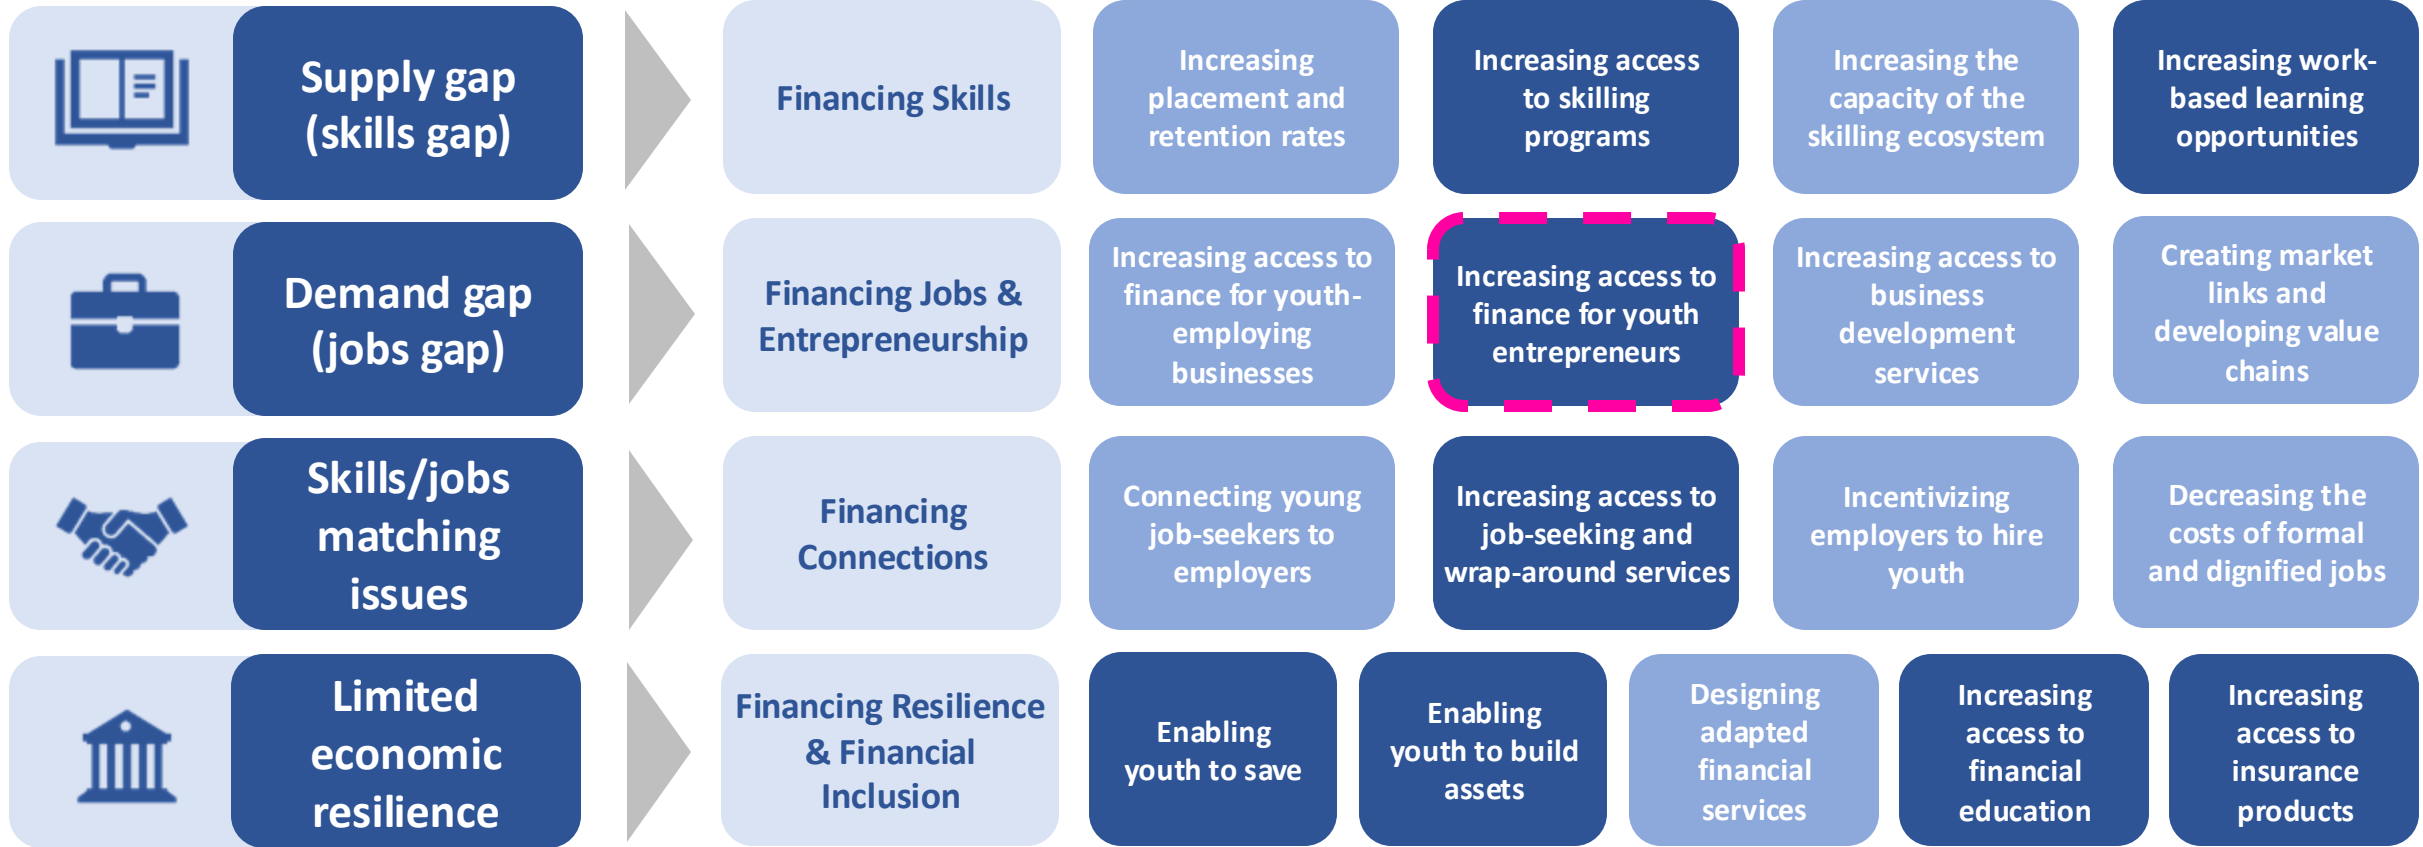 Supply gap
(skills gap)
Financing Skills
Increasing
placement and
retention rates
Increasing access
to skilling
programs
Increasing the
capacity of the
skilling ecosystem
Increasing work-
based learning
opportunities
Demand gap
(jobs gap)
Financing Jobs &
Entrepreneurship
Increasing access to
finance for youth-
employing
businesses
Increasing access to
finance for youth
entrepreneurs
Increasing access to
business
development
services
Creating market
links and
developing value
chains
Skills/jobs
matching
issues
Financing
Connections
Connecting young
job-seekers to
employers
Increasing access to
job-seeking and
wrap-around services
Incentivizing
employers to hire
youth
Decreasing the
costs of formal
and dignified jobs
Limited
economic
resilience
Financing Resilience
& Financial
Inclusion
Enabling
youth to save
Enabling
youth to build
assets
Designing
adapted
financial
services
Increasing
access to
financial
education
Increasing
access to
insurance
products